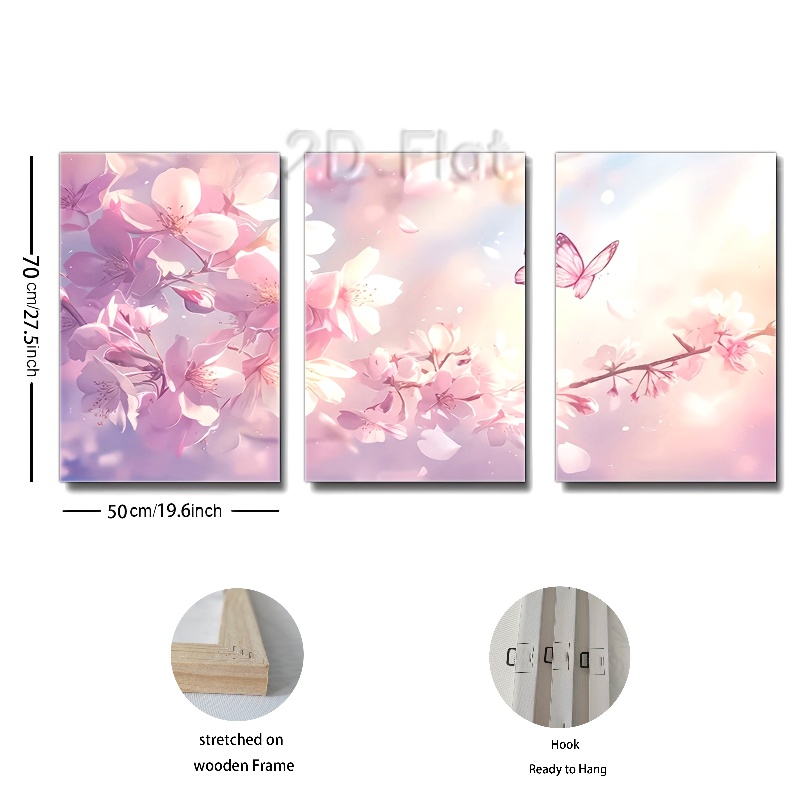 2D Flat
70 cm/27.5inch
50cm/19.6inch
stretched on
wooden Frame
Hook
Ready to Hang